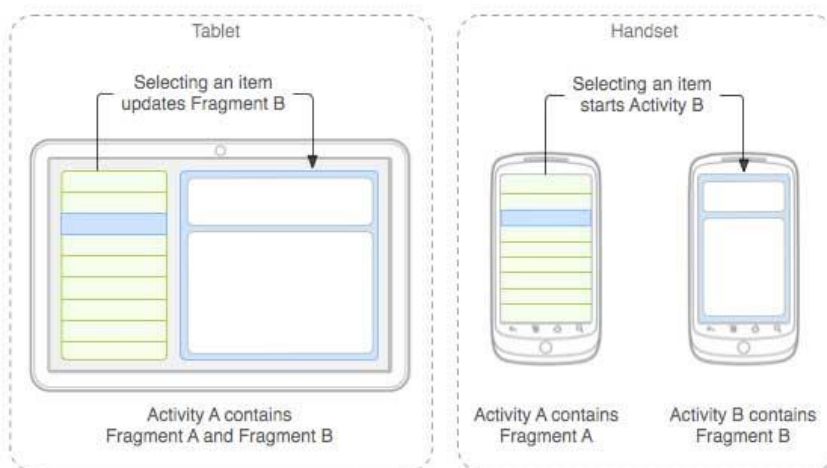 Tablet
Selecting an item
updates Fragment B
Activity A contains
Fragment A and Fragment B
Handset
Selecting an item
starts Activity B
Activity A contains
Fragment A
Activity B contains
Fragment B